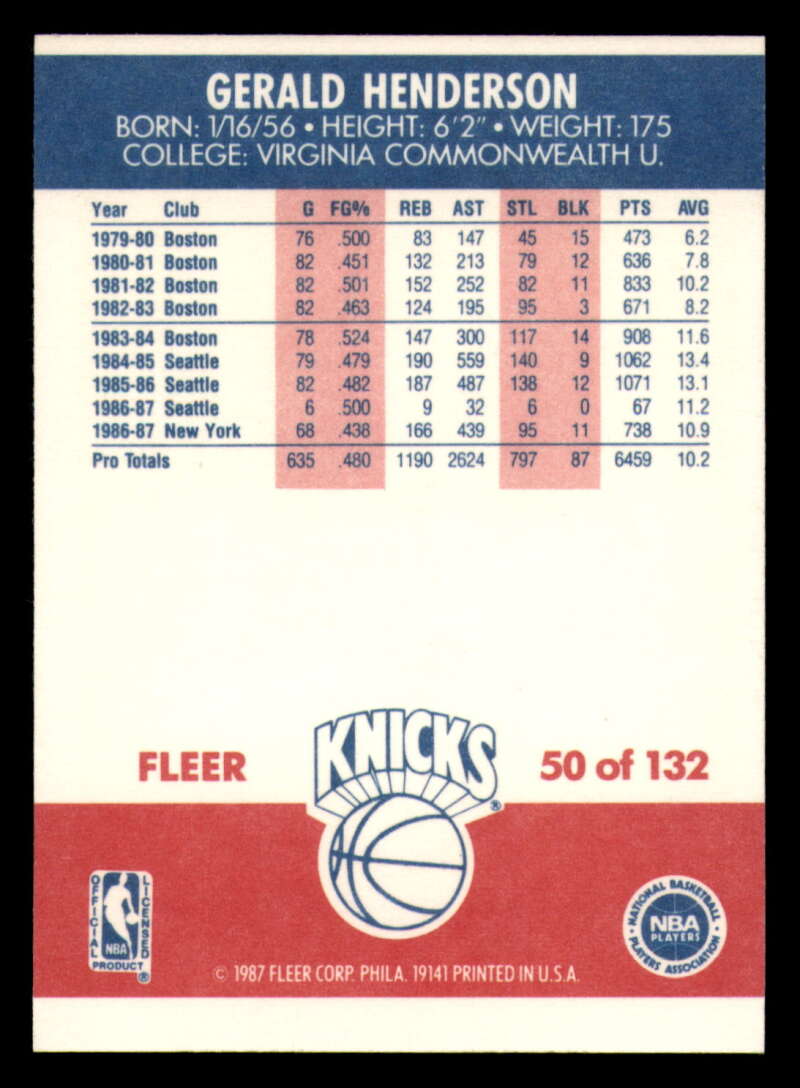 GERALD HENDERSON
BORN: 1/16/56 • HEIGHT: 6'2" • WEIGHT: 175
COLLEGE: VIRGINIA COMMONWEALTH U.
Year Club G FG% REB AST STL BLK PTS AVG
1979-80 Boston 76 .500 83 147 45 15 473 6.2
1980-81 Boston 82 .451 132 213 79 12 636 7.8
1981-82 Boston 82 .501 152 252 82 11 833 10.2
1982-83 Boston 82 .463 124 195 95 3 671 8.2
1983-84 Boston 78 .524 147 300 117 14 908 11.6
1984-85 Seattle 79 .479 190 559 140 9 1062 13.4
1985-86 Seattle 82 .482 187 487 138 12 1071 13.1
1986-87 Seattle 6 .500 9 32 6 0 67 11.2
1986-87 New York 68 .438 166 439 95 11 738 10.9
Pro Totals 635 .480 1190 2624 797 87 6459 10.2
KNICKS ®
FLEER 50 of 132
OFFICIAL LICENSED
NBA
PRODUCT ®
NATIONAL BASKETBALL
NBA
PLAYERS
PLAYERS ASSOCIATION
© 1987 FLEER CORP. PHILA. 19141 PRINTED IN U.S.A.